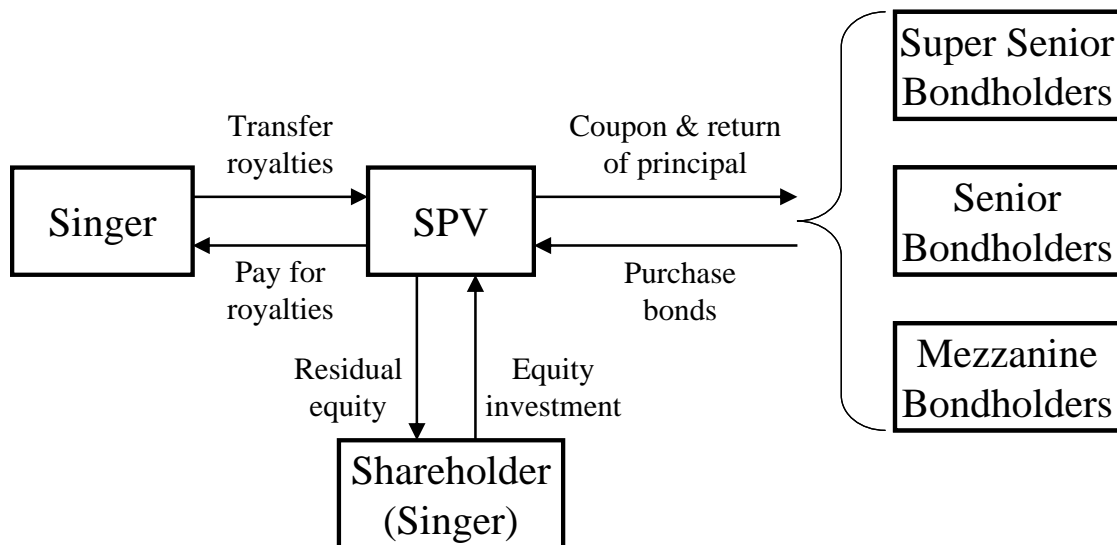 Super Senior
Bondholders
Transfer
royalties
Coupon & return
of principal
Singer
SPV
Senior
Bondholders
Pay for
royalties
Purchase
bonds
Residual
equity
Equity
investment
Mezzanine
Bondholders
Shareholder
(Singer)